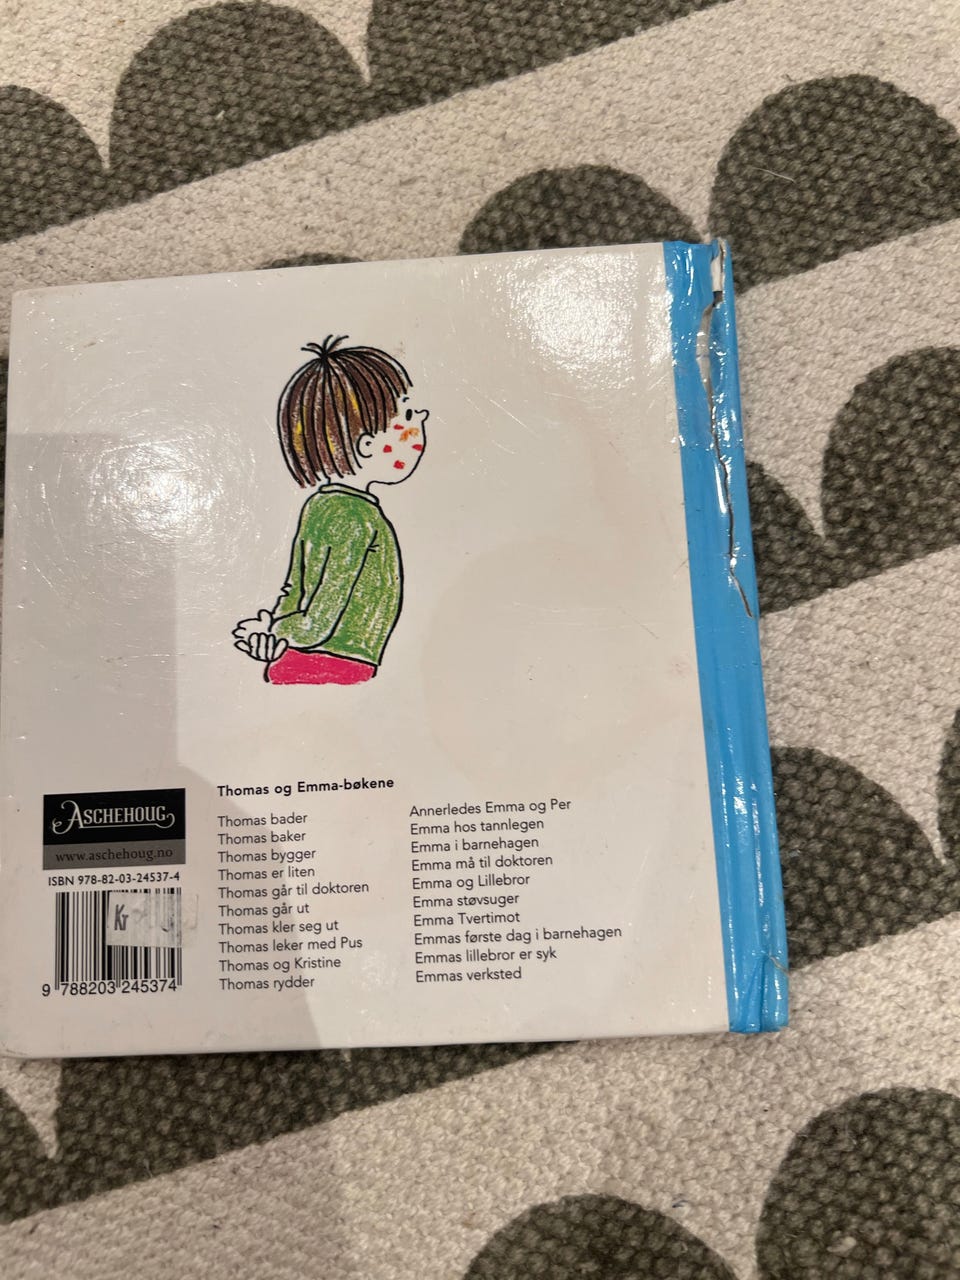 Thomas og Emma-bøkene
Thomas bader
Thomas baker
Thomas bygger
Thomas er liten
Thomas går til doktoren
Thomas går ut
Thomas kler seg ut
Thomas leker med Pus
Thomas og Kristine
Thomas rydder
Annerledes Emma og Per
Emma hos tannlegen
Emma i barnehagen
Emma må til doktoren
Emma og Lillebror
Emma støvsuger
Emma Tvertimot
Emmas første dag i barnehagen
Emmas lillebror er syk
Emmas verksted
ASCHEHOUG
www.aschehoug.no
ISBN 978-82-03-24537-4
Kr
9 788203 245374